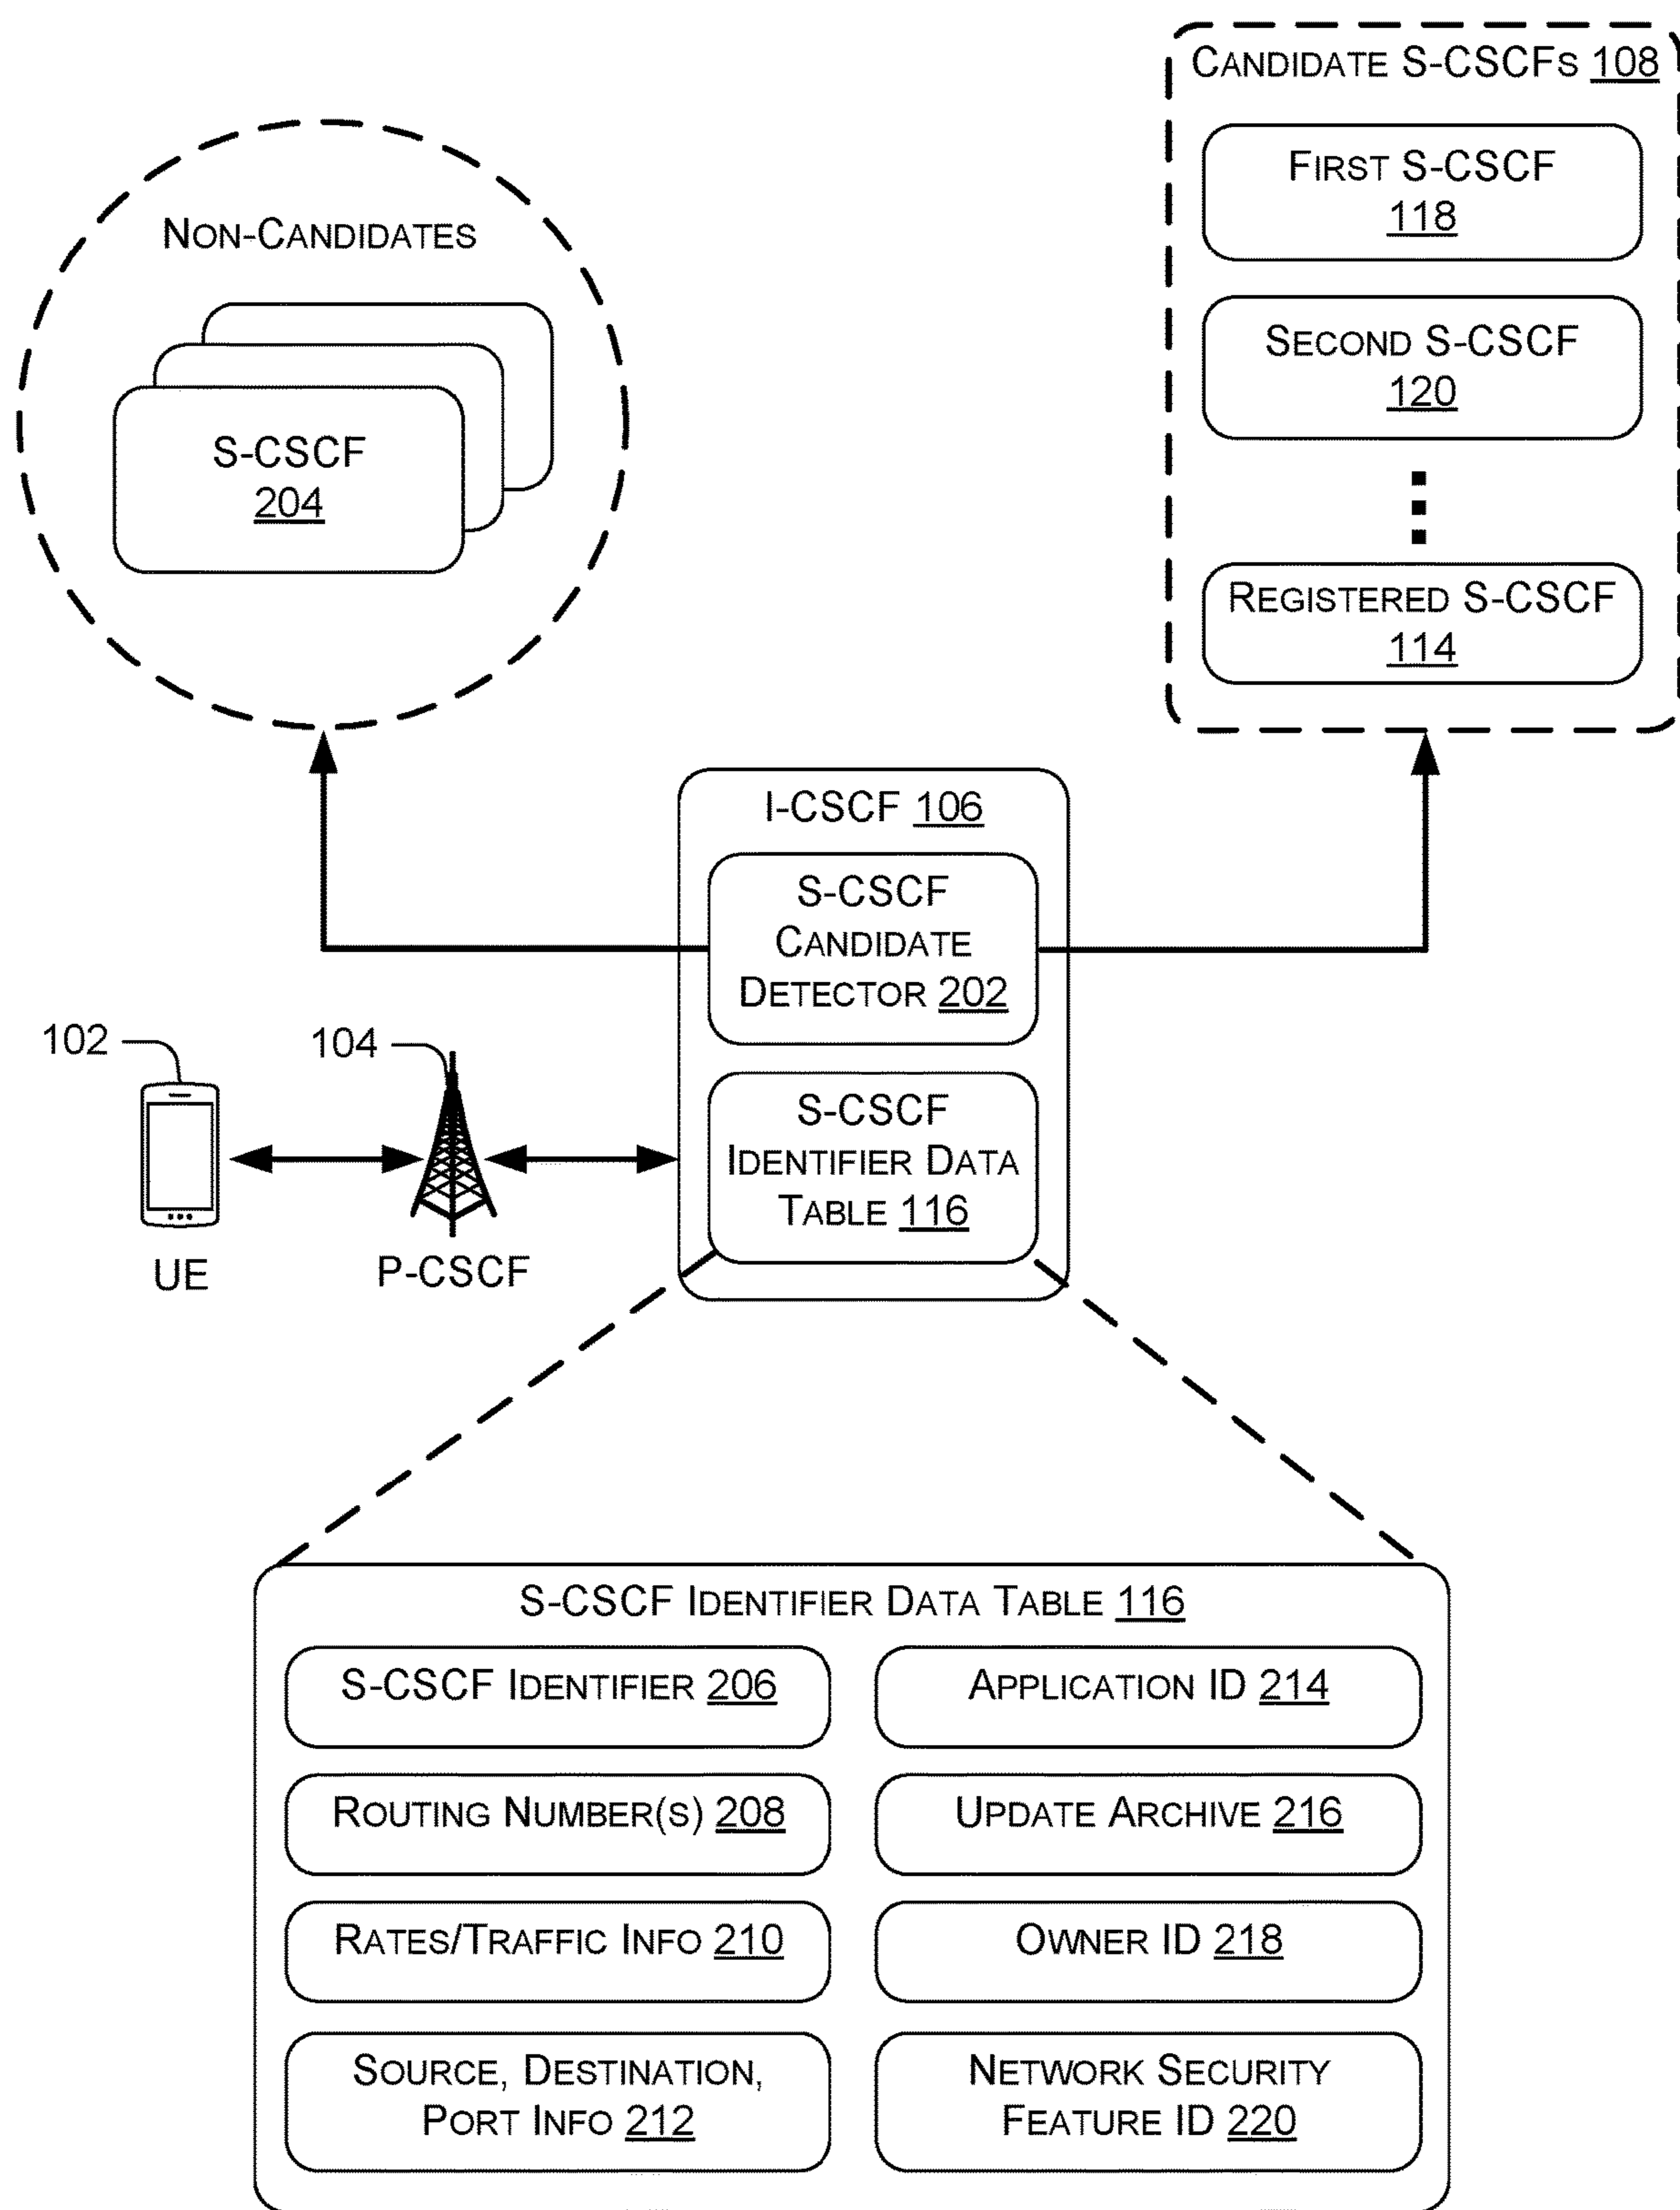 CANDIDATE S-CSCFS 108
FIRST S-CSCF
118
SECOND S-CSCF
120
REGISTERED S-CSCF
114
NON-CANDIDATES
S-CSCF
204
I-CSCF 106
S-CSCF
CANDIDATE
DETECTOR 202
S-CSCF
IDENTIFIER DATA
TABLE 116
102
104
UE
P-CSCF
S-CSCF IDENTIFIER DATA TABLE 116
S-CSCF IDENTIFIER 206
APPLICATION ID 214
ROUTING NUMBER(S) 208
UPDATE ARCHIVE 216
RATES/TRAFFIC INFO 210
OWNER ID 218
SOURCE, DESTINATION,
PORT INFO 212
NETWORK SECURITY
FEATURE ID 220